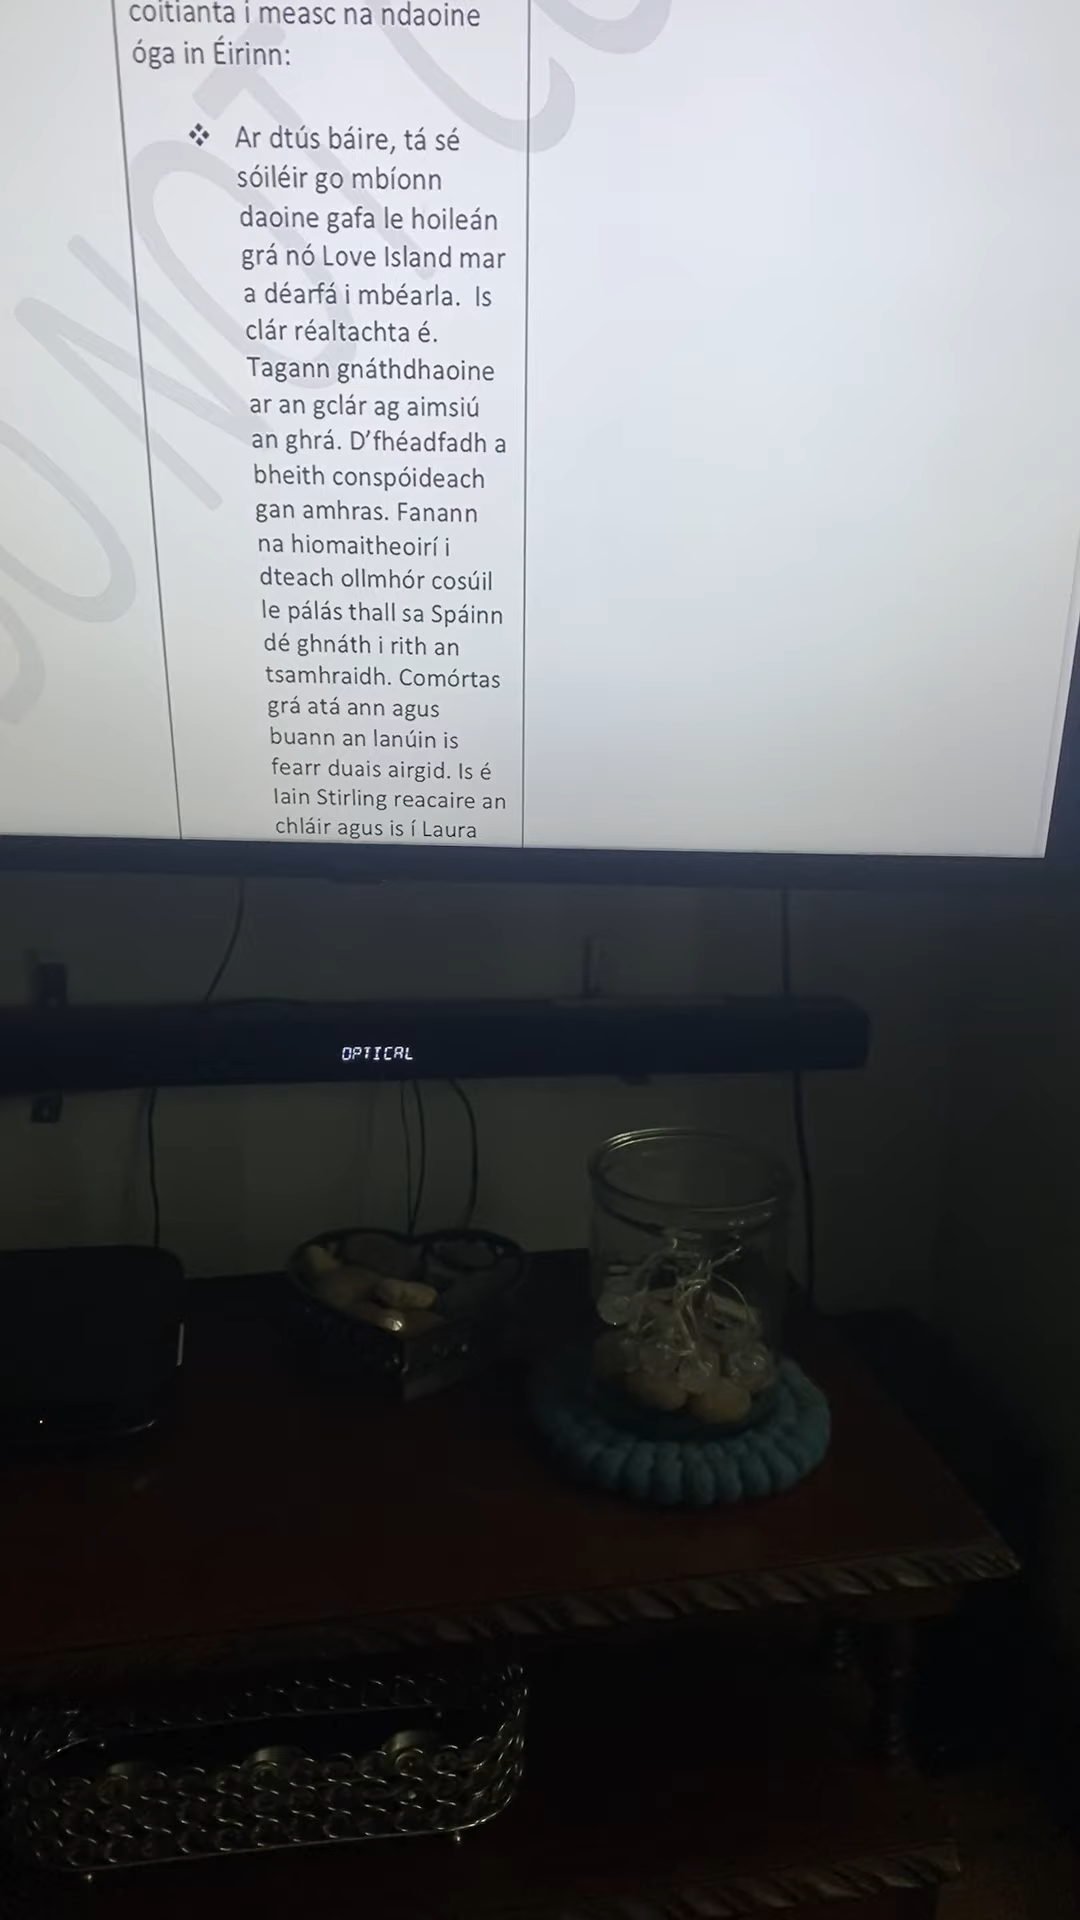 coitianta i measc na ndaoine
óga in Éirinn:
Ar dtús báire, tá sé
sóiléir go mbíonn
daoine gafa le hoileán
grá nó Love Island mar
a déarfá i mbéarla. Is
clár réaltachta é.
Tagann gnáthdhaoine
ar an gclár ag aimsiú
an ghrá. D'fhéadfadh a
bheith conspóideach
gan amhras. Fanann
na hiomaitheoirí i
dteach ollmhór cosúil
le pálás thall sa Spáinn
dé ghnáth i rith an
tsamhraidh. Comórtas
grá atá ann agus
buann an lanúin is
fearr duais airgid. Is é
Iain Stirling reacaire an
chláir agus is í Laura
OPTICAL